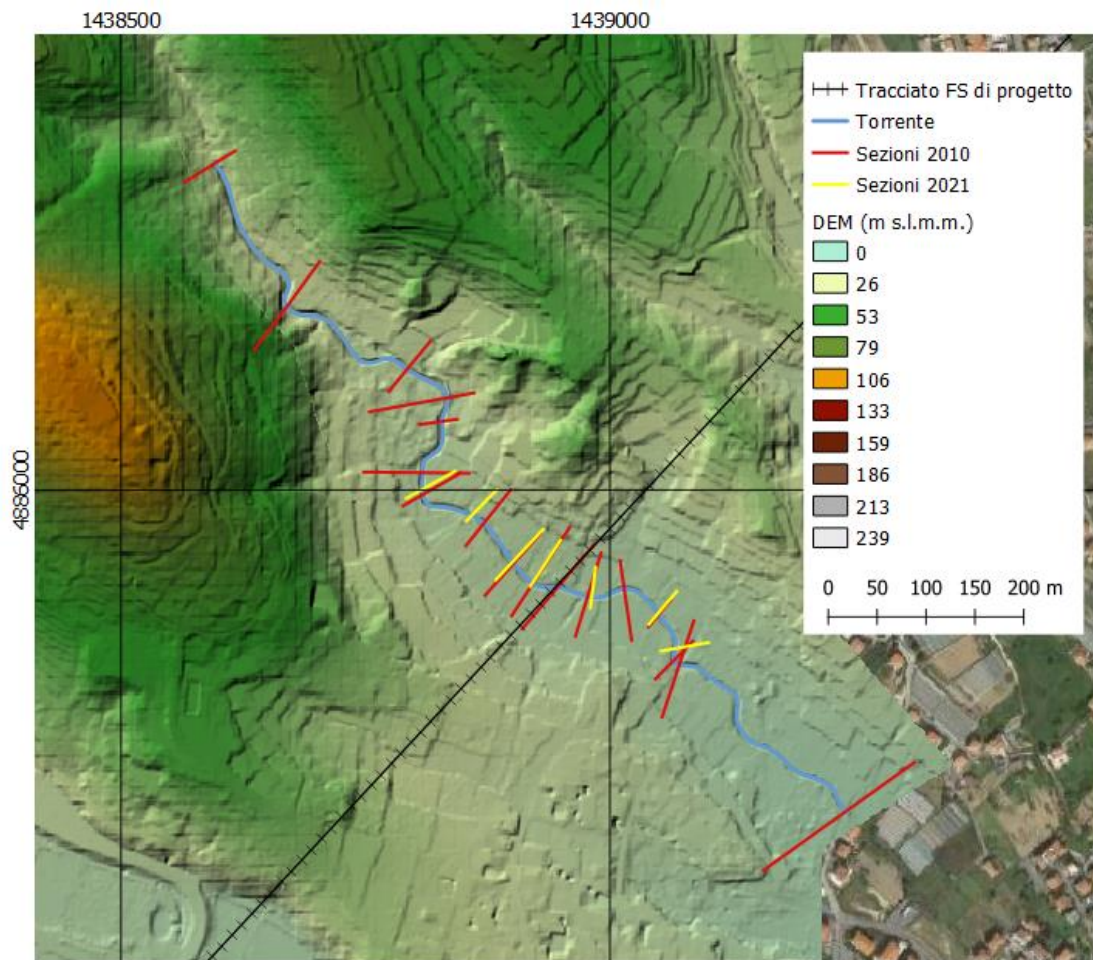 1438500
1439000
4886000
Tracciato FS di progetto
Torrente
Sezioni 2010
Sezioni 2021
DEM (m s.l.m.m.)
0
26
53
79
106
133
159
186
213
239
0 50 100 150 200 m